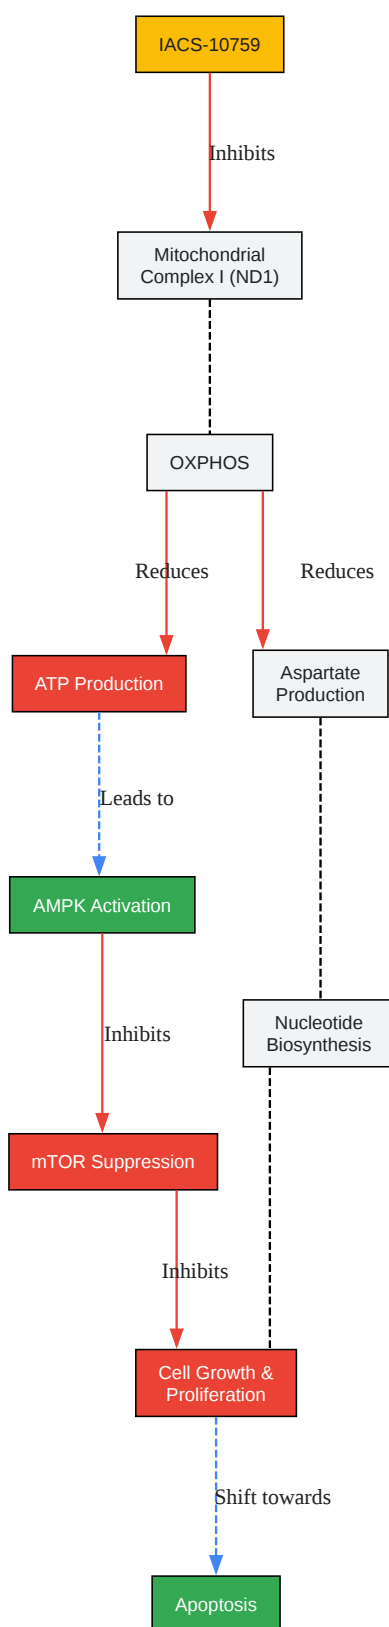 IACS-10759
Inhibits
Mitochondrial
Complex I (ND1)
OXPHOS
Reduces
Reduces
ATP Production
Aspartate
Production
Leads to
AMPK Activation
Nucleotide
Biosynthesis
Inhibits
mTOR Suppression
Inhibits
Cell Growth &
Proliferation
Shift towards
Apoptosis